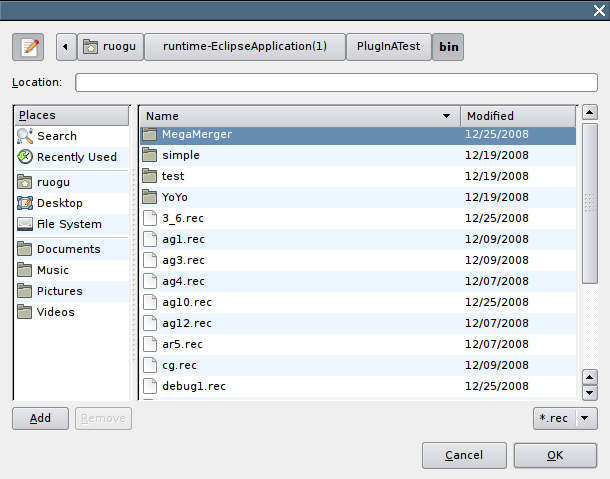 ruogu runtime-EclipseApplication(1) PlugInATest bin
Location:
Places Name Modified
Search MegaMerger 12/25/2008
Recently Used simple 12/19/2008
ruogu test 12/19/2008
Desktop YoYo 12/19/2008
File System 3_6.rec 12/25/2008
Documents ag1.rec 12/09/2008
Music ag3.rec 12/09/2008
Pictures ag4.rec 12/07/2008
Videos ag10.rec 12/25/2008
ag12.rec 12/07/2008
ar5.rec 12/07/2008
cg.rec 12/09/2008
debug1.rec 12/25/2008
Add Remove *.rec
Cancel OK